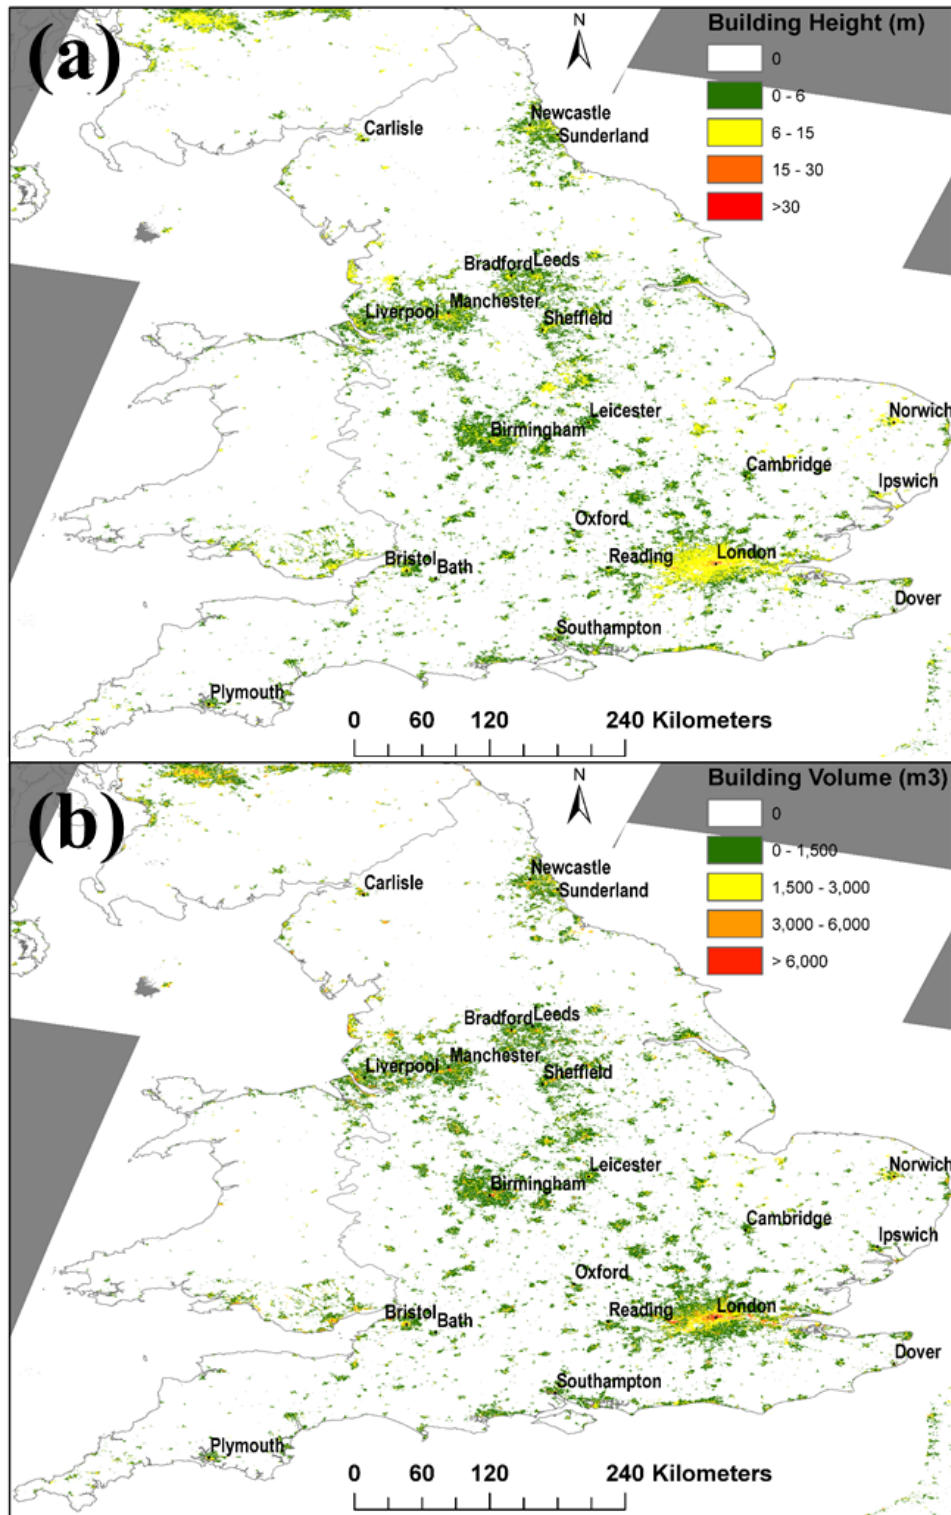 (a)
N
Building Height (m)
0
0 - 6
6 - 15
15 - 30
>30
Newcastle
Sunderland
Carlisle
Bradford
Leeds
Manchester
Liverpool
Sheffield
Leicester
Norwich
Birmingham
Cambridge
Ipswich
Oxford
Reading
London
Bristol
Bath
Dover
Southampton
Plymouth
0 60 120 240 Kilometers
(b)
N
Building Volume (m3)
0
0 - 1,500
1,500 - 3,000
3,000 - 6,000
> 6,000
Newcastle
Sunderland
Carlisle
Bradford
Leeds
Manchester
Liverpool
Sheffield
Leicester
Norwich
Birmingham
Cambridge
Ipswich
Oxford
Reading
London
Bristol
Bath
Dover
Southampton
Plymouth
0 60 120 240 Kilometers